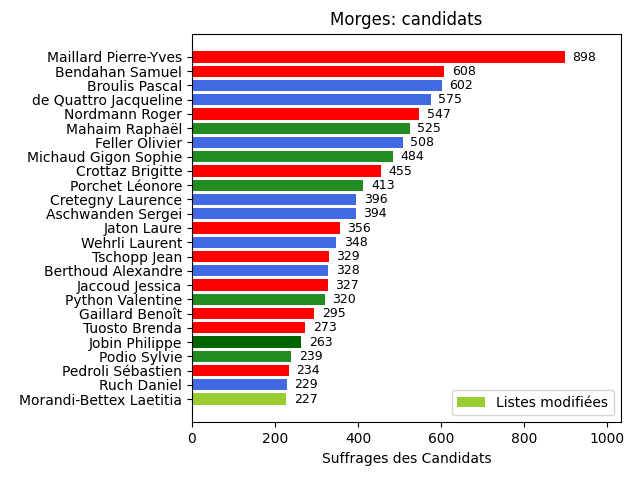 Morges: candidats
Maillard Pierre-Yves 898
Bendahan Samuel 608
Broulis Pascal 602
de Quattro Jacqueline 575
Nordmann Roger 547
Mahaim Raphaël 525
Feller Olivier 508
Michaud Gigon Sophie 484
Crottaz Brigitte 455
Porchet Léonore 413
Cretegny Laurence 396
Aschwanden Sergei 394
Jaton Laure 356
Wehrli Laurent 348
Tschopp Jean 329
Berthoud Alexandre 328
Jaccoud Jessica 327
Python Valentine 320
Gaillard Benoît 295
Tuosto Brenda 273
Jobin Philippe 263
Podio Sylvie 239
Pedroli Sébastien 234
Ruch Daniel 229
Morandi-Bettex Laetitia 227
Listes modifiées
0 200 400 600 800 1000
Suffrages des Candidats